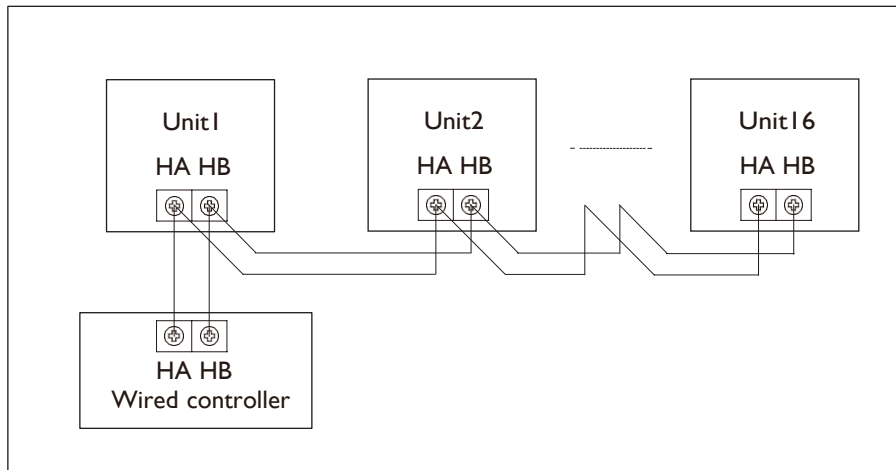 Unit1
Unit2
Unit16
HA HB
HA HB
HA HB
HA HB
Wired controller